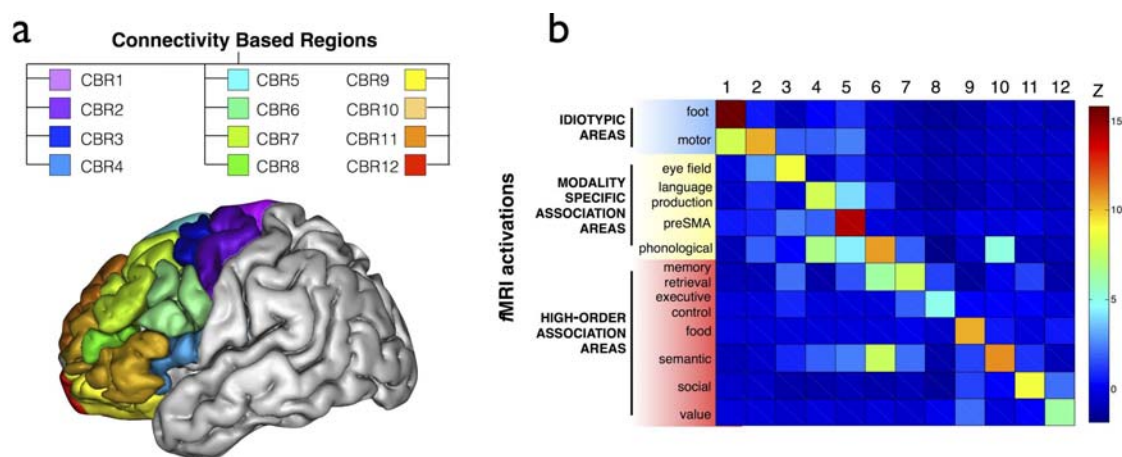 a
Connectivity Based Regions
CBR1
CBR2
CBR3
CBR4
CBR5
CBR6
CBR7
CBR8
CBR9
CBR10
CBR11
CBR12
b
1 2 3 4 5 6 7 8 9 10 11 12
Z
fMRI activations
IDIOTYPIC
AREAS
foot
motor
MODALITY
SPECIFIC
ASSOCIATION
AREAS
eye field
language
production
preSMA
phonological
HIGH-ORDER
ASSOCIATION
AREAS
memory
retrieval
executive
control
food
semantic
social
value
15
10
5
0